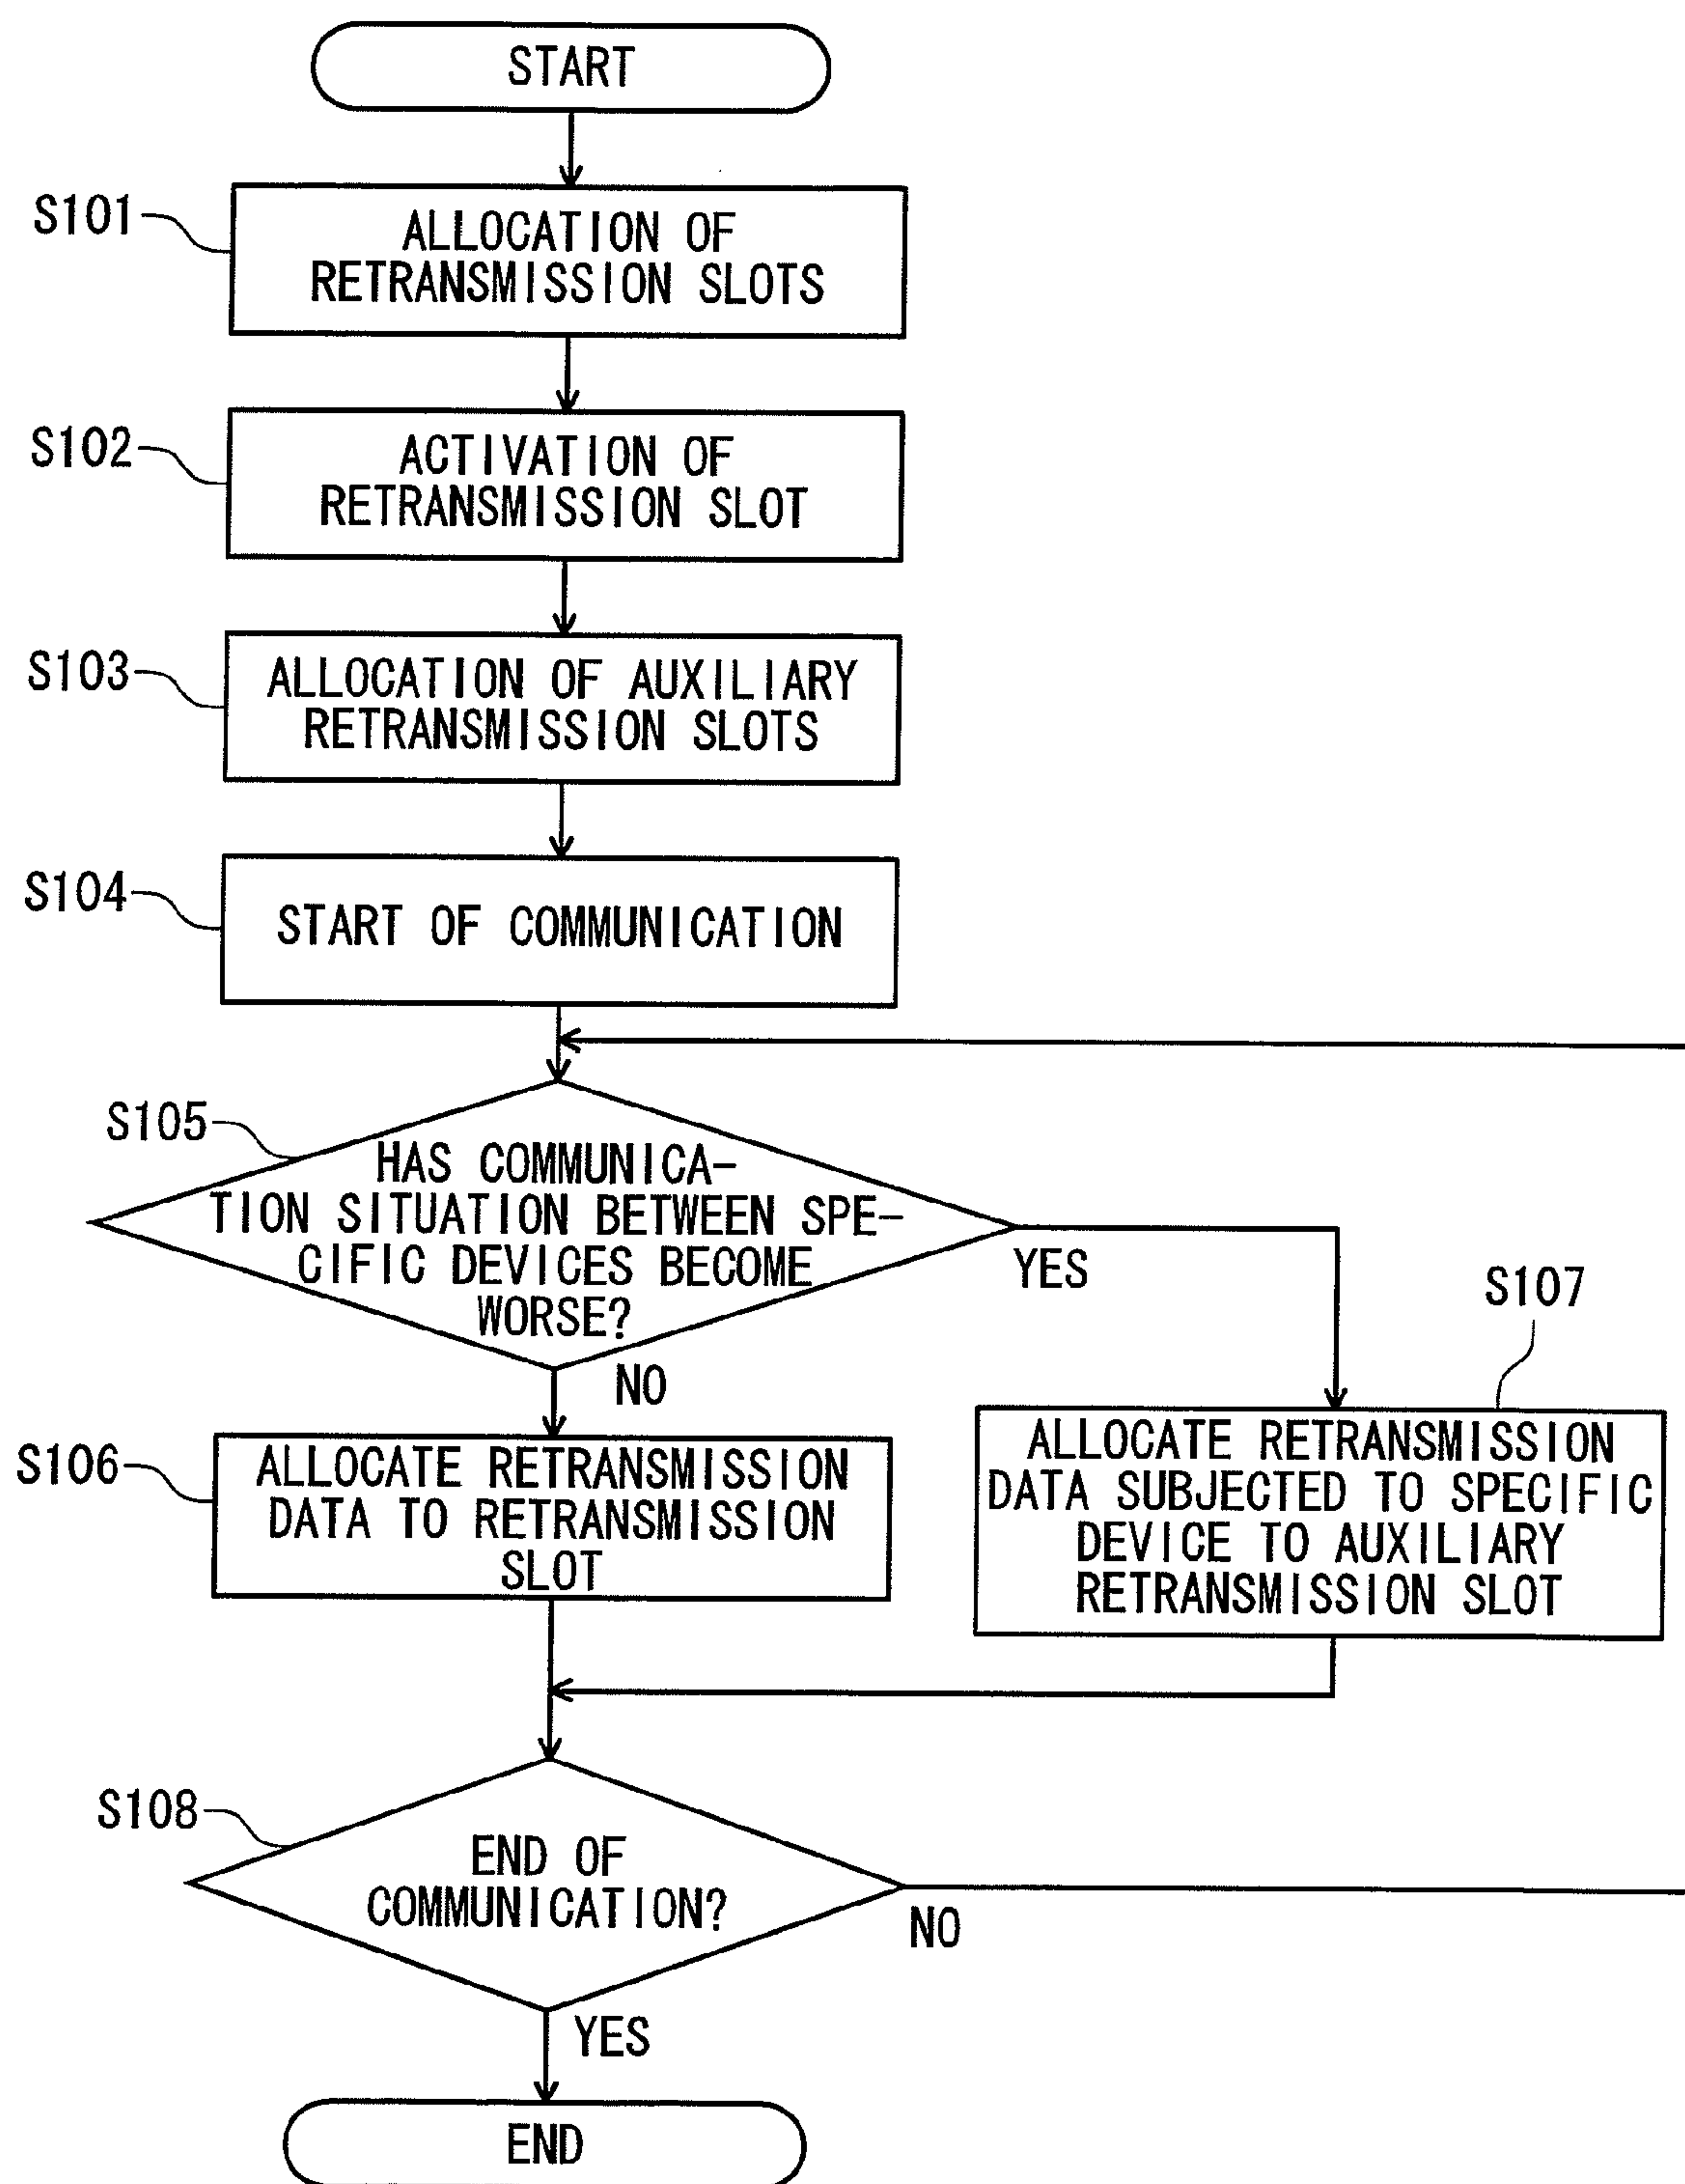 START
S101
ALLOCATION OF
RETRANSMISSION SLOTS
S102
ACTIVATION OF
RETRANSMISSION SLOT
S103
ALLOCATION OF AUXILIARY
RETRANSMISSION SLOTS
S104
START OF COMMUNICATION
S105
HAS COMMUNICA-
TION SITUATION BETWEEN SPE-
CIFIC DEVICES BECOME
WORSE?
YES
NO
S106
ALLOCATE RETRANSMISSION
DATA TO RETRANSMISSION
SLOT
S107
ALLOCATE RETRANSMISSION
DATA SUBJECTED TO SPECIFIC
DEVICE TO AUXILIARY
RETRANSMISSION SLOT
S108
END OF
COMMUNICATION?
NO
YES
END